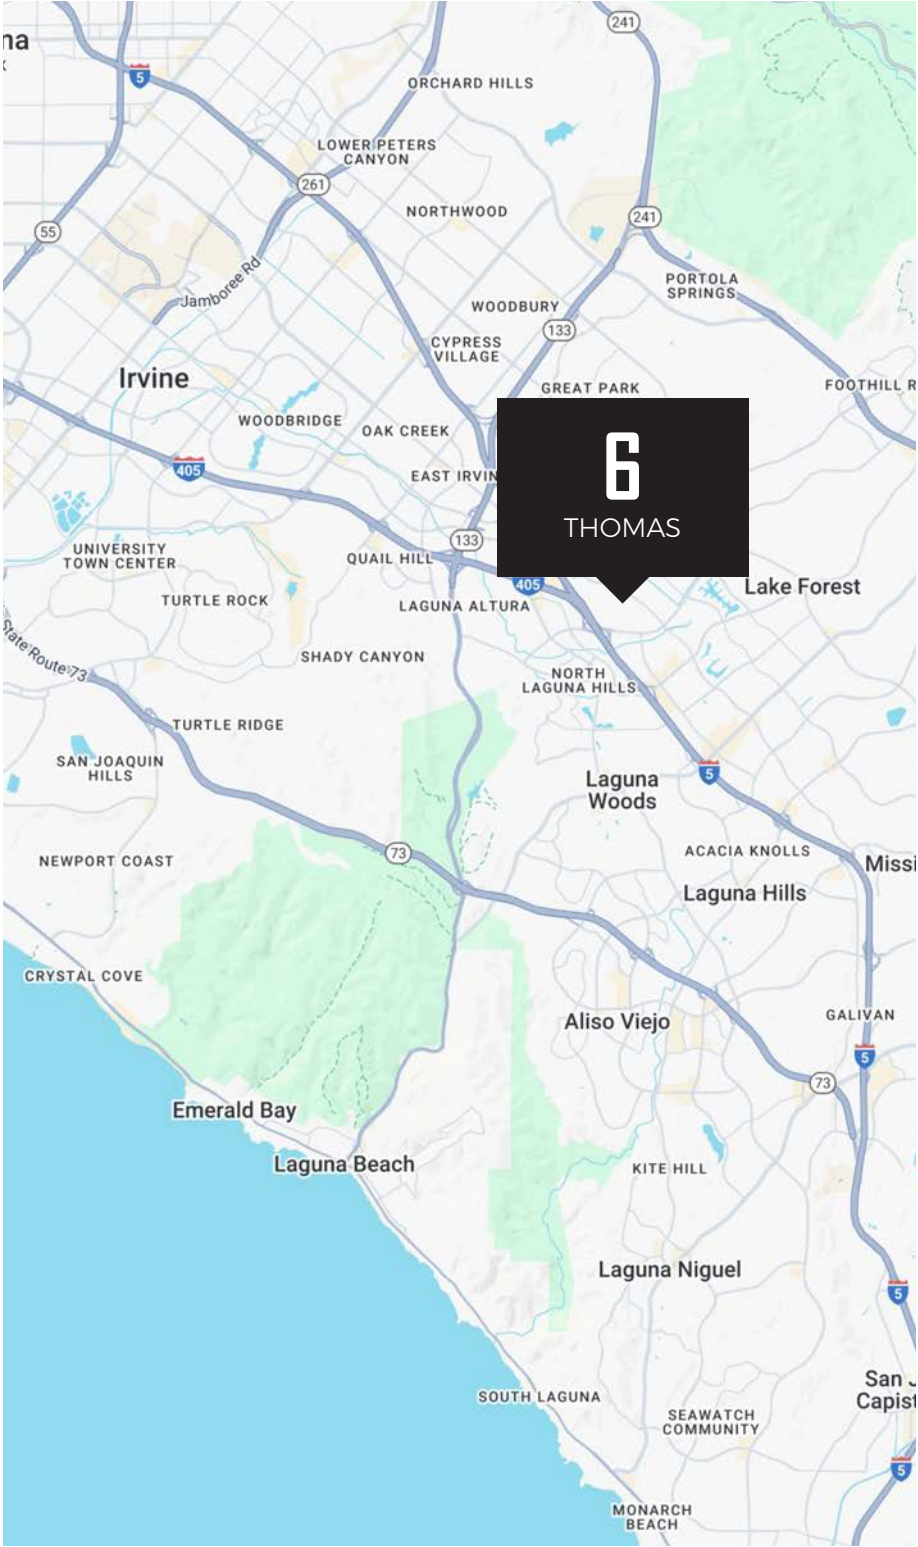 241
na
5
ORCHARD HILLS
LOWER PETERS
CANYON
261
NORTHWOOD
241
55
Jamboree Rd
PORTOLA
SPRINGS
WOODBURY
133
CYPRESS
VILLAGE
Irvine
GREAT PARK
FOOTHILL R
WOODBRIDGE
OAK CREEK
6
THOMAS
405
EAST IRVIN
133
UNIVERSITY
TOWN CENTER
QUAIL HILL
405
Lake Forest
TURTLE ROCK
LAGUNA ALTURA
State Route 73
SHADY CANYON
NORTH
LAGUNA HILLS
TURTLE RIDGE
SAN JOAQUIN
HILLS
5
Laguna
Woods
73
ACACIA KNOLLS
NEWPORT COAST
Missi
Laguna Hills
CRYSTAL COVE
Aliso Viejo
GALIVAN
5
73
Emerald Bay
Laguna Beach
KITE HILL
Laguna Niguel
5
San J
Capist
SOUTH LAGUNA
SEAWATCH
COMMUNITY
5
MONARCH
BEACH